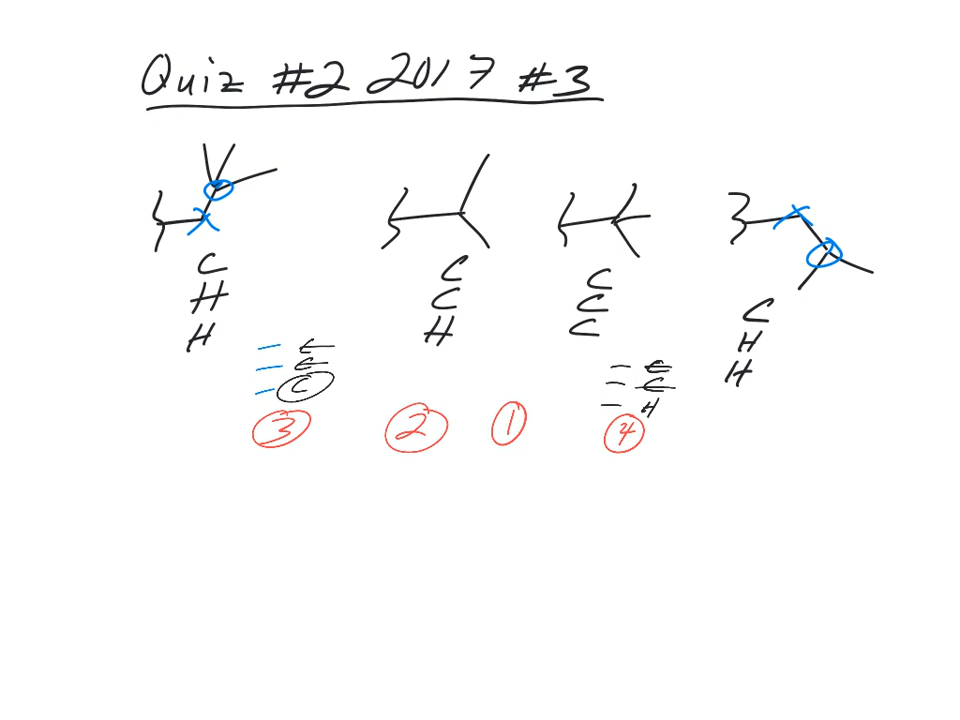 Quiz #2 2017 #3
C C C C
H C C H
H H C H
C C
C C
C H
3 2 1 4